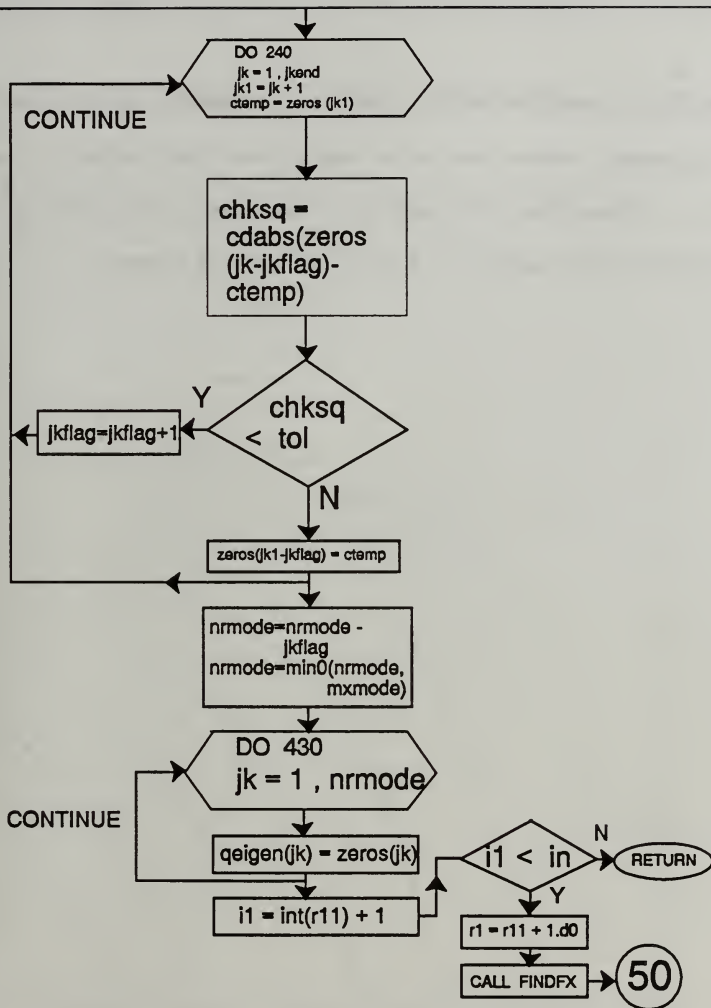 DO 240
jk = 1 , jkend
jk1 = jk + 1
ctemp = zeros (jk1)
CONTINUE
chksq =
cdabs(zeros
(jk-jkflag)-
ctemp)
Y
chksq
< tol
jkflag=jkflag+1
N
zeros(jk1-jkflag) = ctemp
nrmode=nrmode -
jkflag
nrmode=min0(nrmode,
mxmode)
DO 430
jk = 1 , nrmode
CONTINUE
qeigen(jk) = zeros(jk)
i1 < in
N
RETURN
i1 = int(r11) + 1
Y
r1 = r11 + 1.d0
CALL FINDFX
50